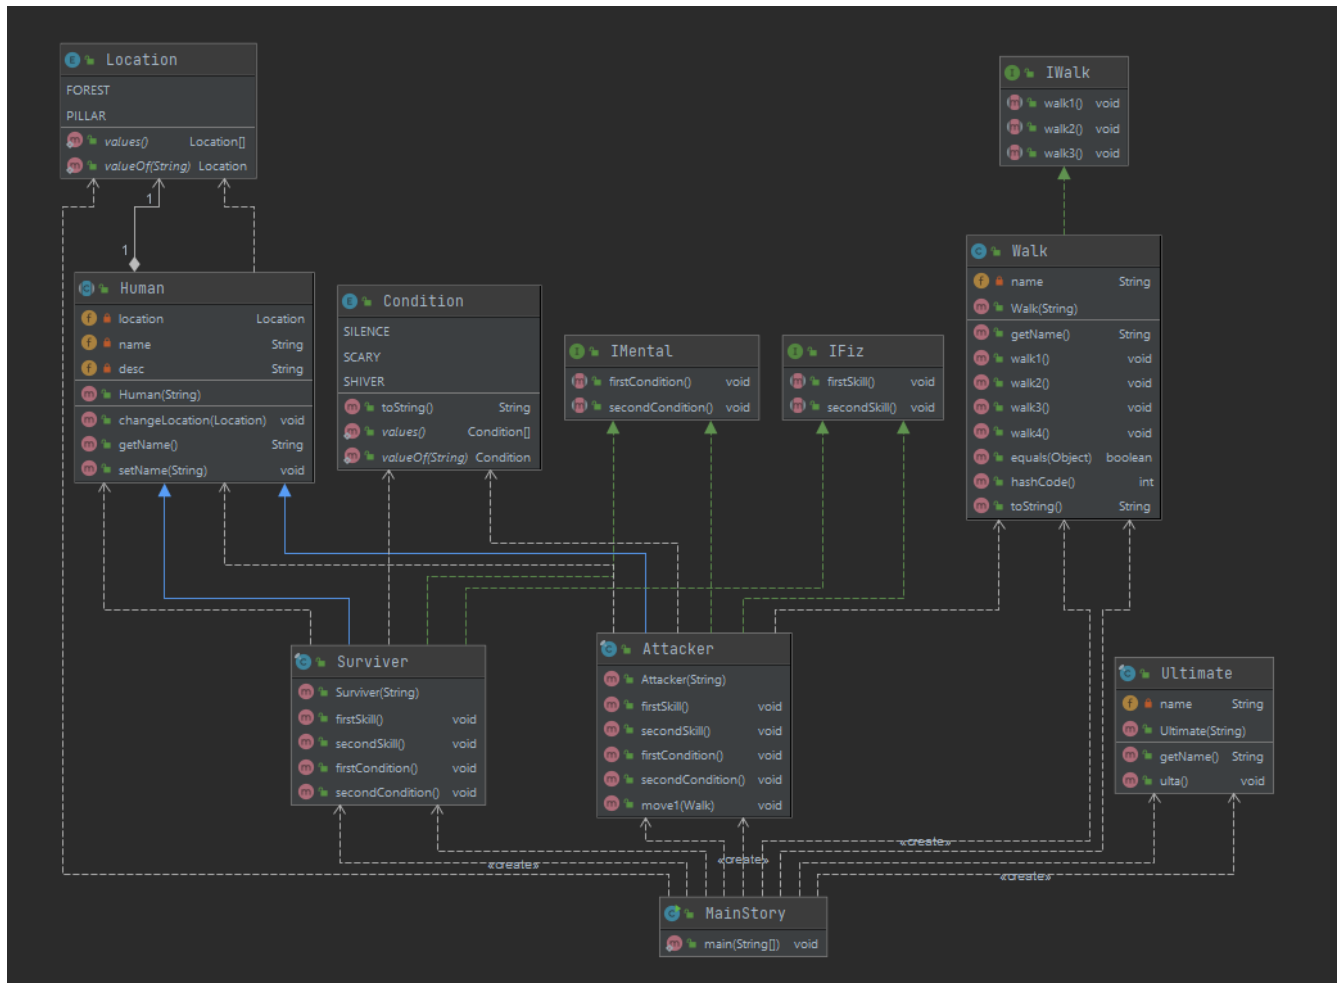 Location
FOREST
PILLAR
values() Location[]
valueOf(String) Location
1
1
Human
location Location
name String
desc String
Human(String)
changeLocation(Location) void
getName() String
setName(String) void
Condition
SILENCE
SCARY
SHIVER
toString() String
values() Condition[]
valueOf(String) Condition
IMental
firstCondition() void
secondCondition() void
IFiz
firstSkill() void
secondSkill() void
IWalk
walk1() void
walk2() void
walk3() void
Walk
name String
Walk(String)
getName() String
walk1() void
walk2() void
walk3() void
walk4() void
equals(Object) boolean
hashCode() int
toString() String
Surviver
Surviver(String)
firstSkill() void
secondSkill() void
firstCondition() void
secondCondition() void
Attacker
Attacker(String)
firstSkill() void
secondSkill() void
firstCondition() void
secondCondition() void
move1(Walk) void
Ultimate
name String
Ultimate(String)
getName() String
ulta() void
«create»
«create»
«create»
«create»
MainStory
main(String[]) void